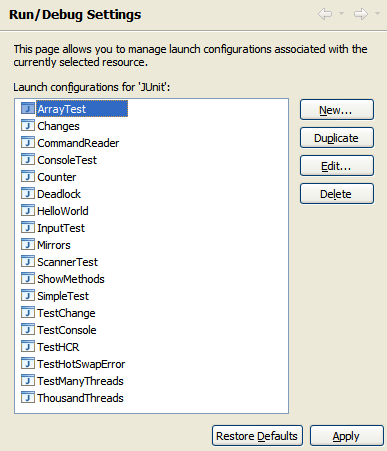 Run/Debug Settings
This page allows you to manage launch configurations associated with the
currently selected resource.
Launch configurations for 'JUnit':
ArrayTest
Changes
CommandReader
ConsoleTest
Counter
Deadlock
HelloWorld
InputTest
Mirrors
ScannerTest
ShowMethods
SimpleTest
TestChange
TestConsole
TestHCR
TestHotSwapError
TestManyThreads
ThousandThreads
New...
Duplicate
Edit...
Delete
Restore Defaults
Apply